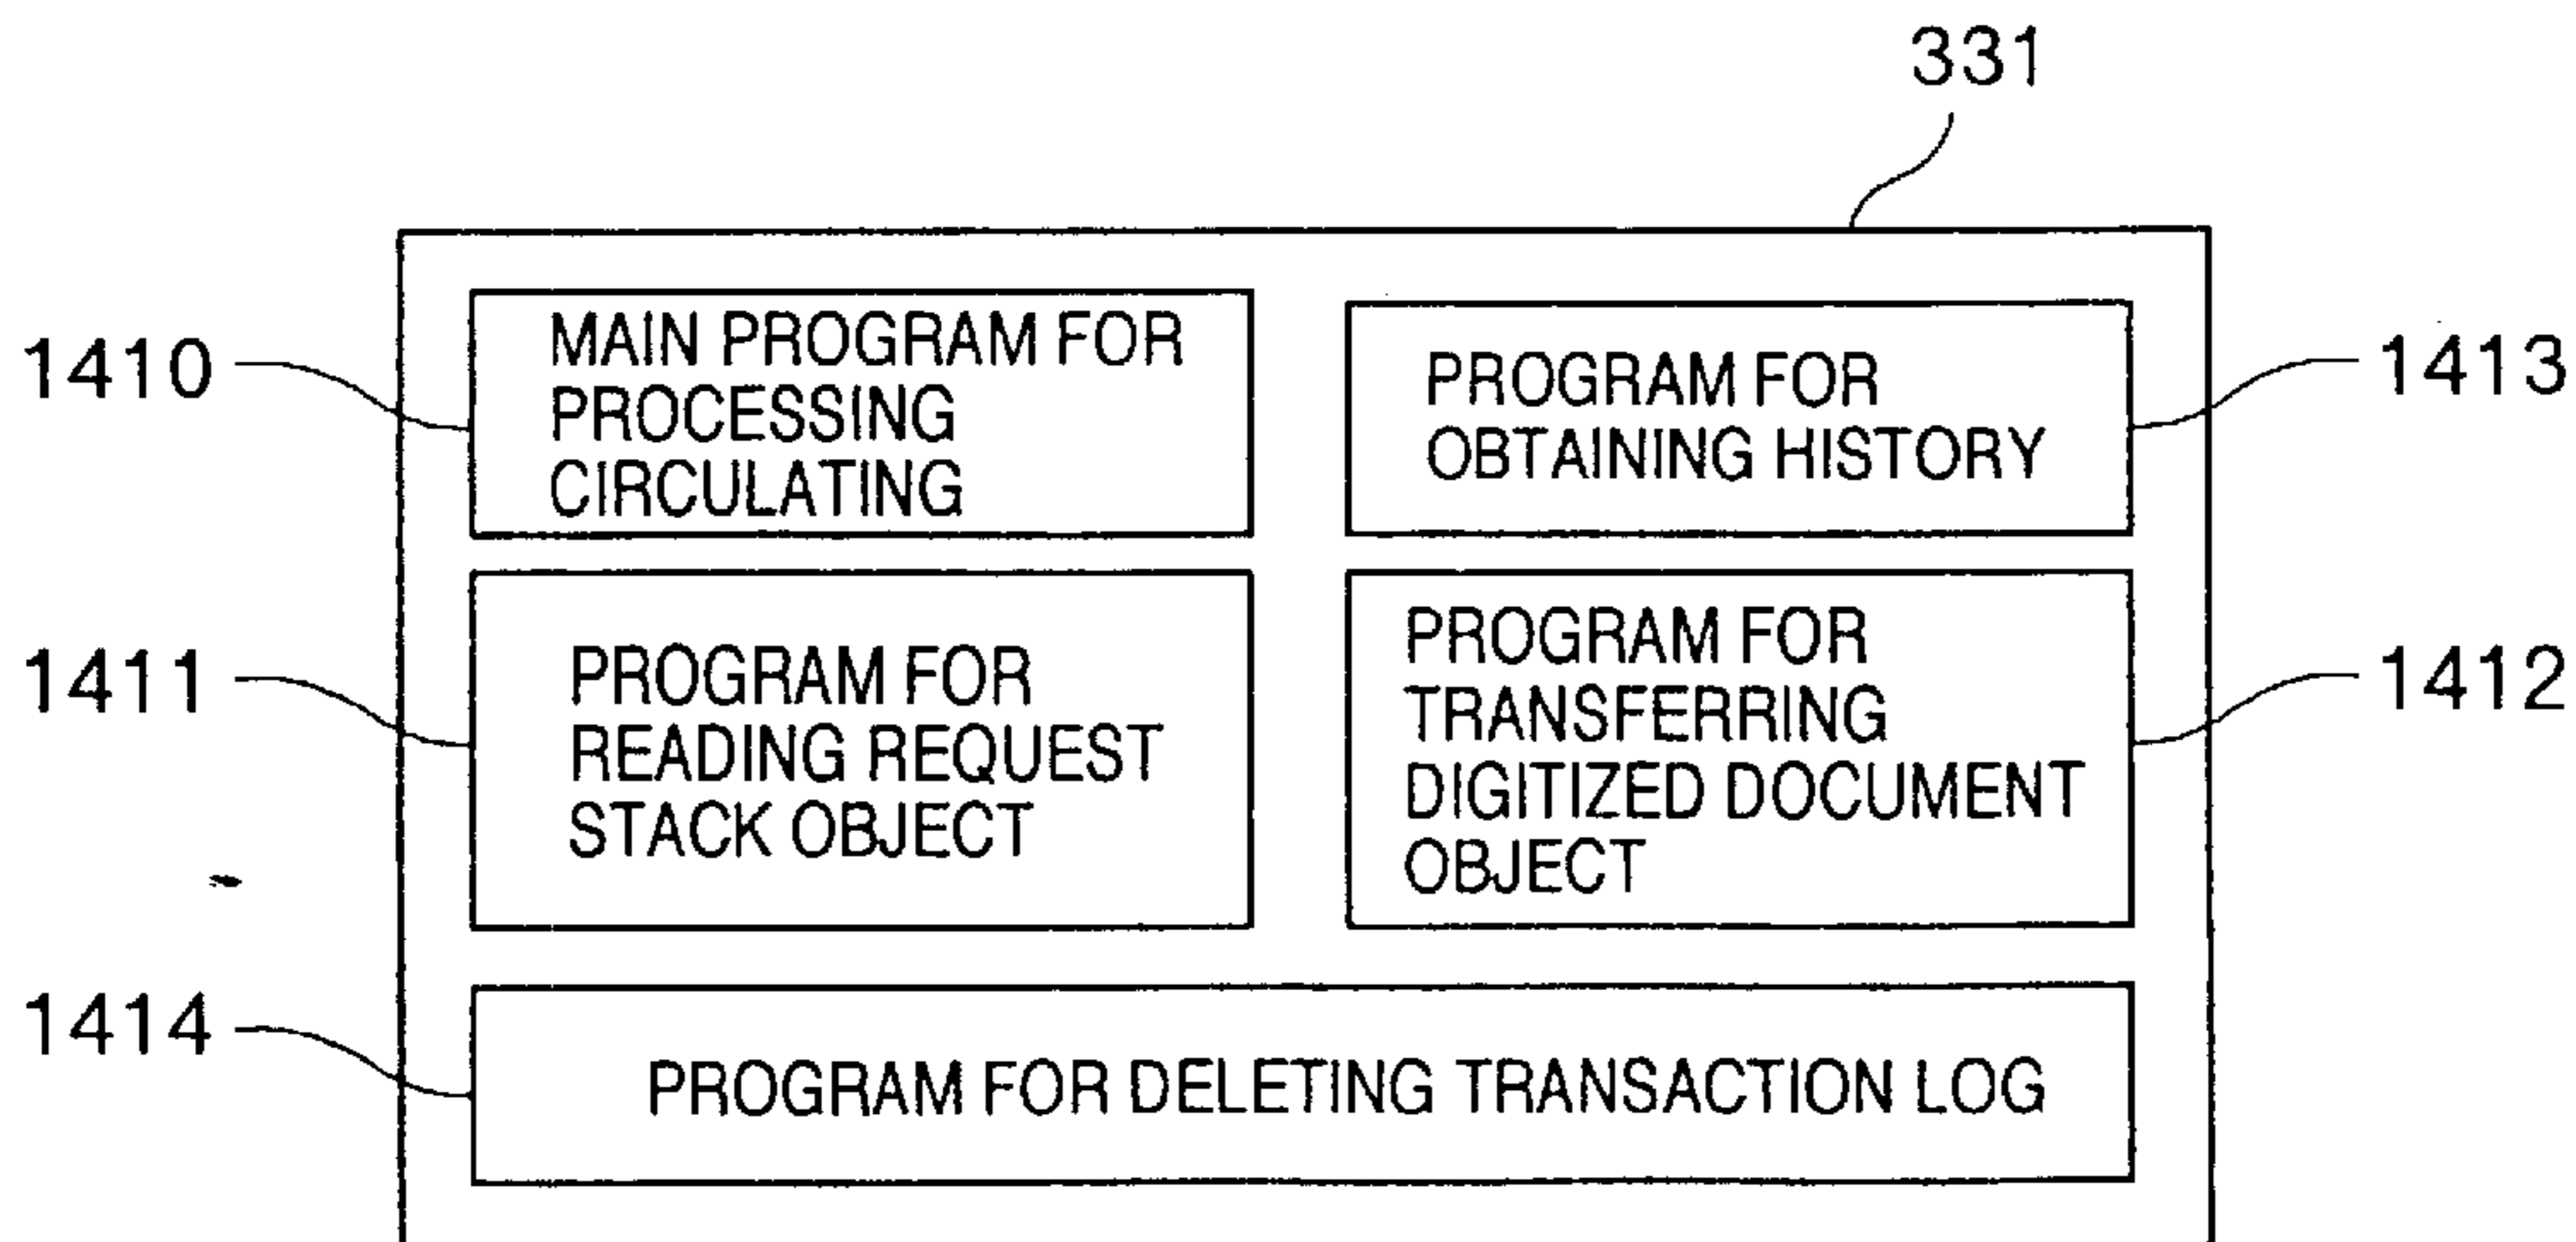 331
1410
MAIN PROGRAM FOR
PROCESSING
CIRCULATING
PROGRAM FOR
OBTAINING HISTORY
1413
1411
PROGRAM FOR
READING REQUEST
STACK OBJECT
PROGRAM FOR
TRANSFERRING
DIGITIZED DOCUMENT
OBJECT
1412
1414
PROGRAM FOR DELETING TRANSACTION LOG